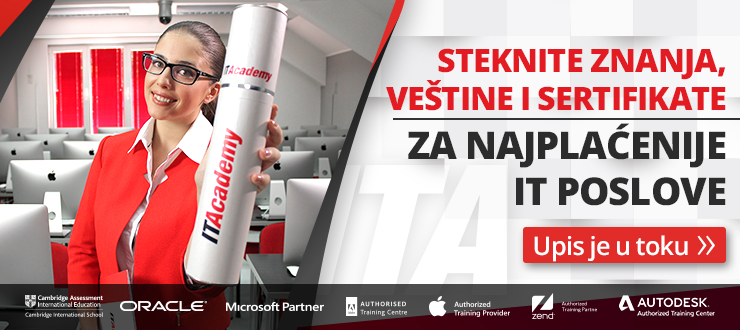 ITAcademy
ITAcademy
STEKNITE ZNANJA,
VEŠTINE I SERTIFIKATE
ZA NAJPLAĆENIJE
IT POSLOVE
ITA
Upis je u toku »
Cambridge Assessment
International Education
Cambridge International School
ORACLE®
Microsoft Partner
AUTHORISED
Training Centre
Authorized
Training Provider
zend
Authorized
Training Partner
AUTODESK.
Authorized Training Center